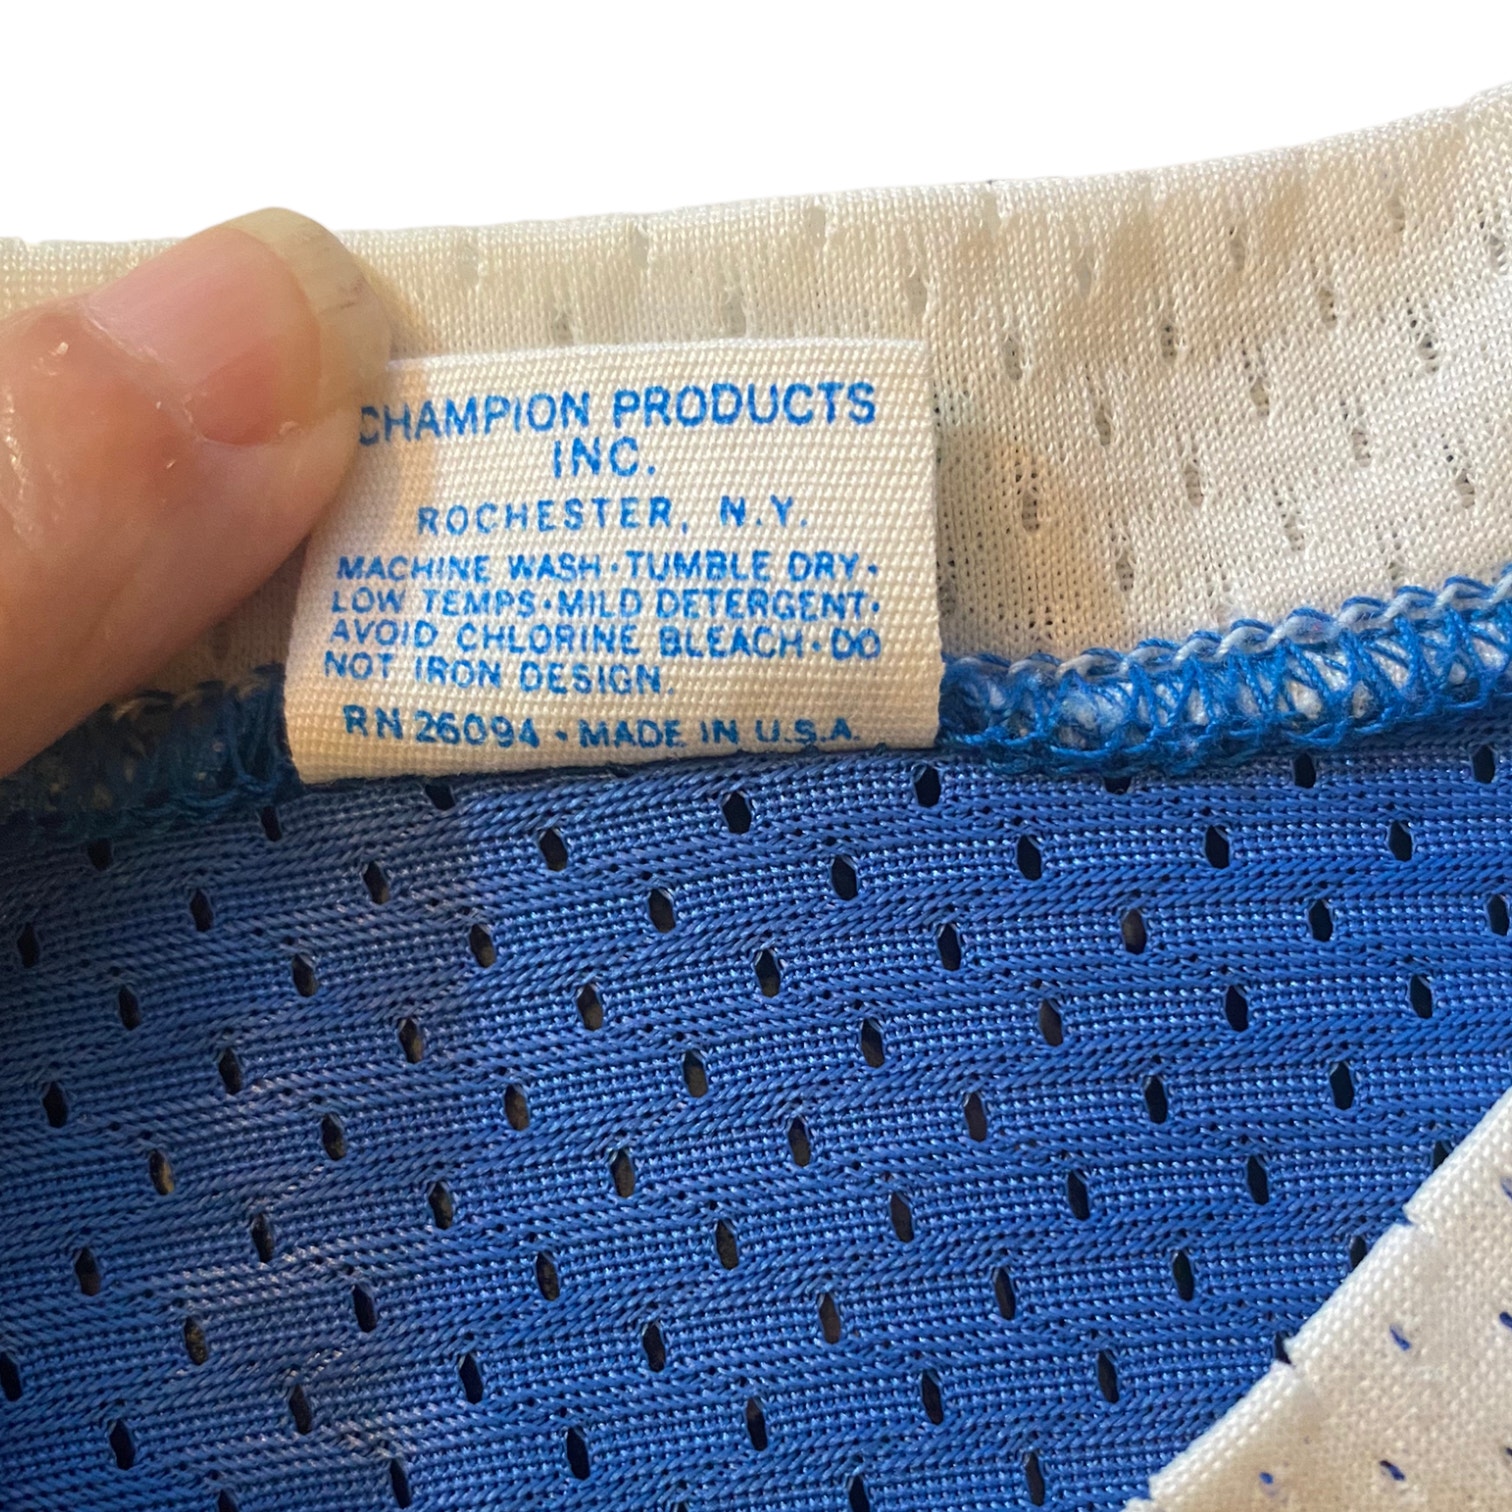 CHAMPION PRODUCTS
INC.
ROCHESTER, N.Y.
MACHINE WASH·TUMBLE DRY·
LOW TEMPS·MILD DETERGENT·
AVOID CHLORINE BLEACH·DO
NOT IRON DESIGN.
RN 26094 · MADE IN U.S.A.